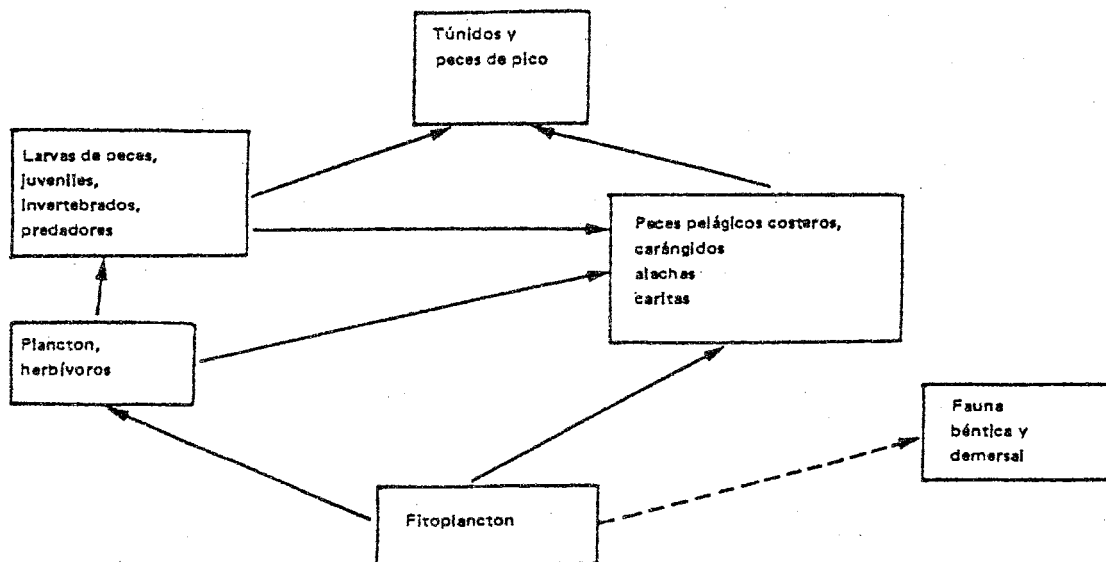 Túnidos y
peces de pico
Larvas de peces,
juveniles,
invertebrados,
predadores
Peces pelágicos costeros,
carángidos
alachas
caritas
Plancton,
herbívoros
Fauna
béntica y
demersal
Fitoplancton